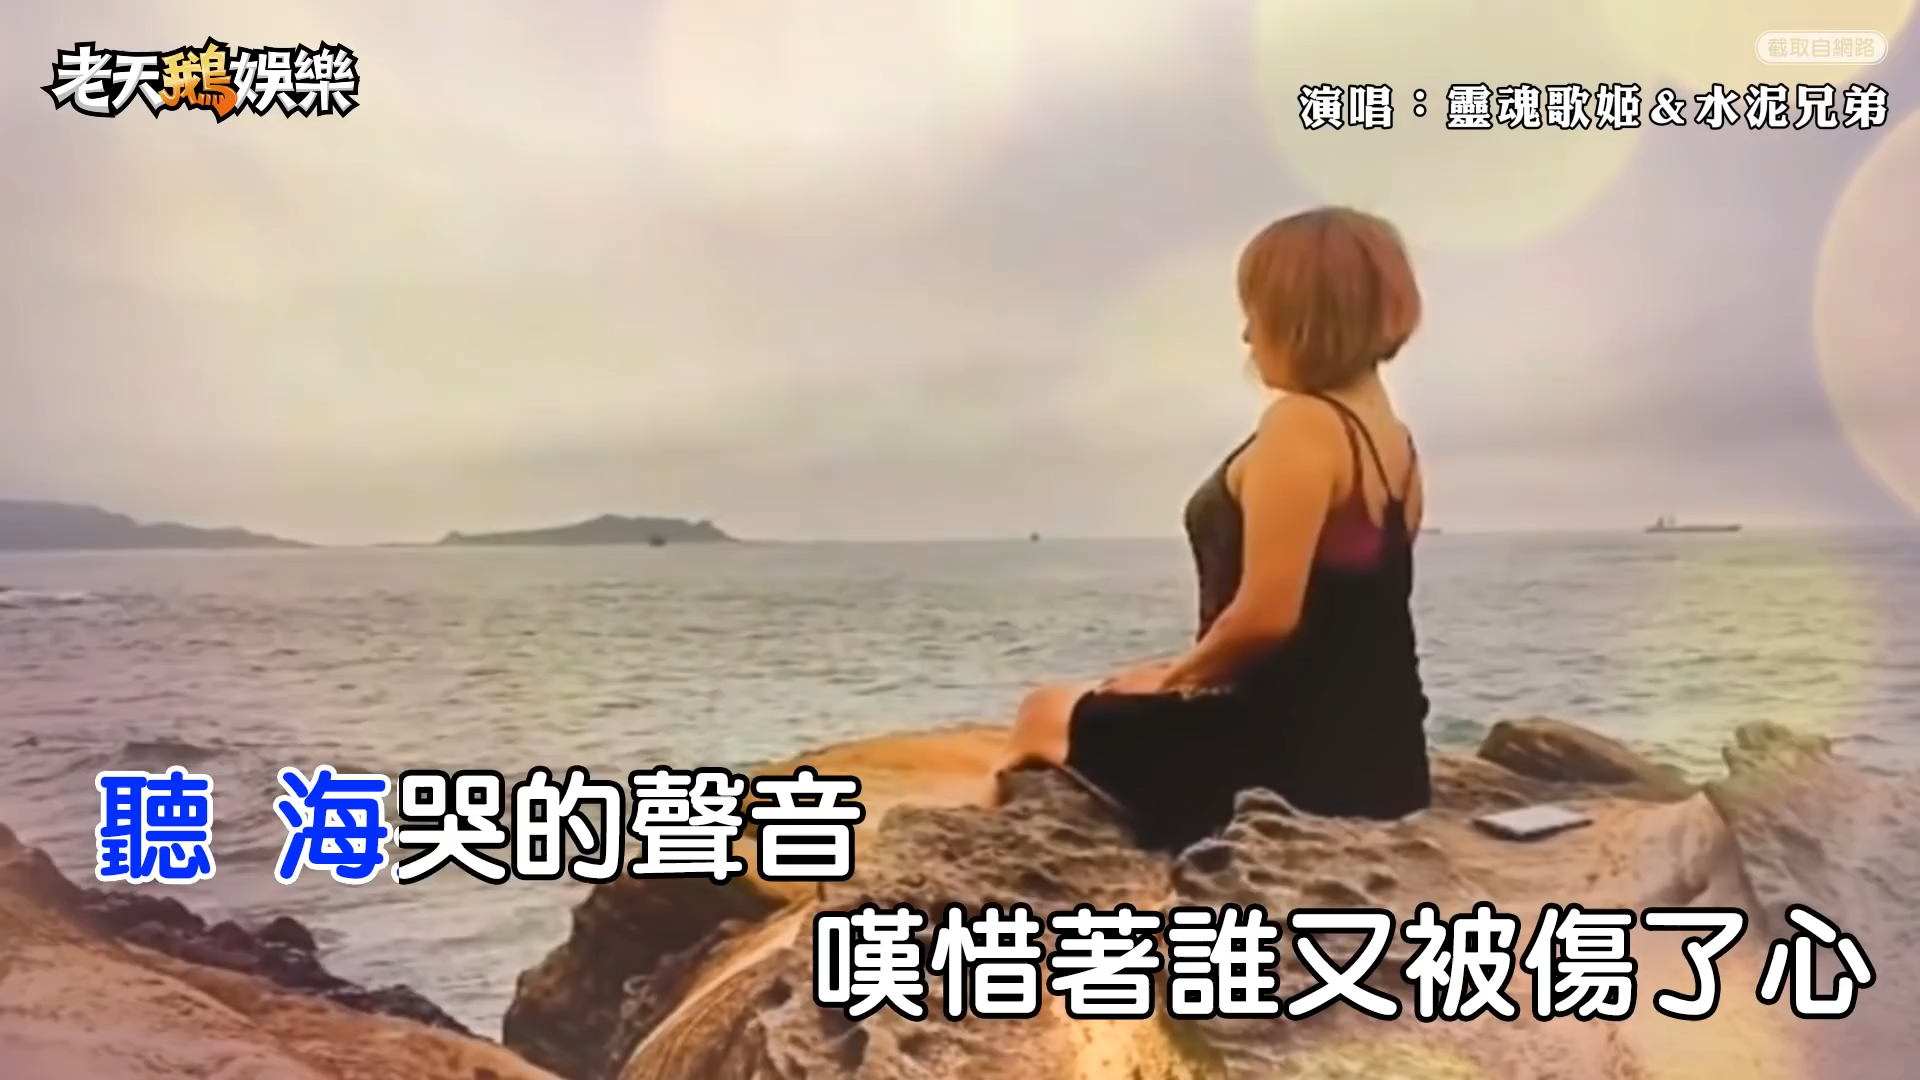 老天鵝娛樂
截取自網路
演唱：靈魂歌姬＆水泥兄弟
聽 海哭的聲音
嘆惜著誰又被傷了心